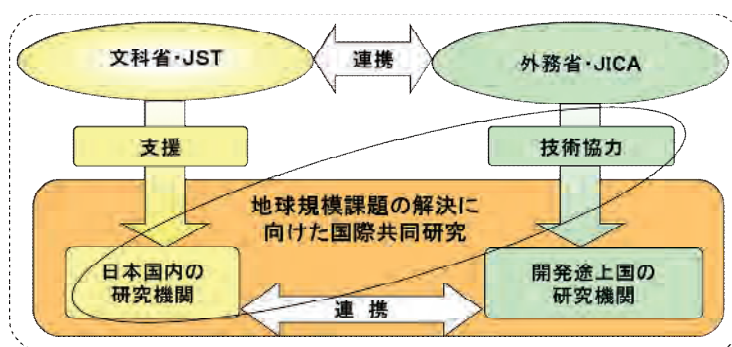 文科省・JST
連携
外務省・JICA
支援
技術協力
地球規模課題の解決に
向けた国際共同研究
日本国内の
研究機関
開発途上国の
研究機関
連携